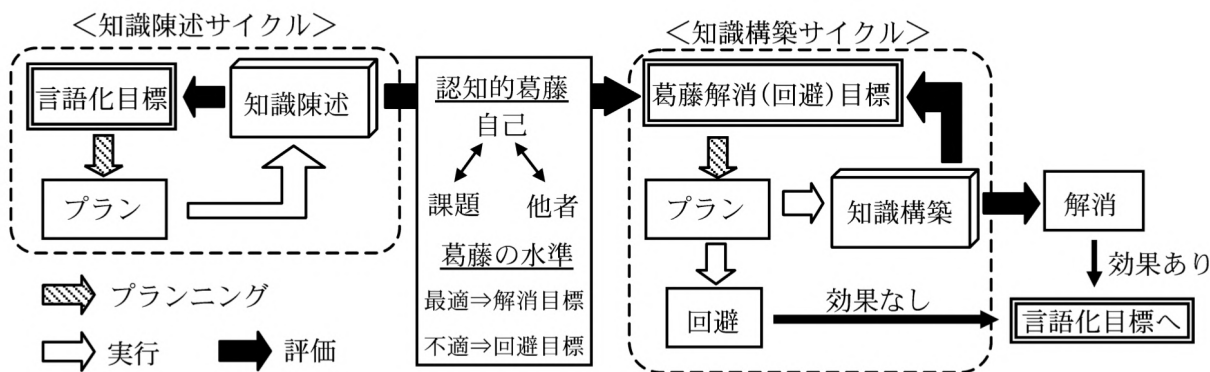 <知識陳述サイクル>
言語化目標
知識陳述
プラン
プランニング
実行
評価
認知的葛藤
自己
課題
他者
葛藤の水準
最適⇒解消目標
不適⇒回避目標
<知識構築サイクル>
葛藤解消(回避)目標
プラン
知識構築
解消
回避
効果なし
効果あり
言語化目標へ